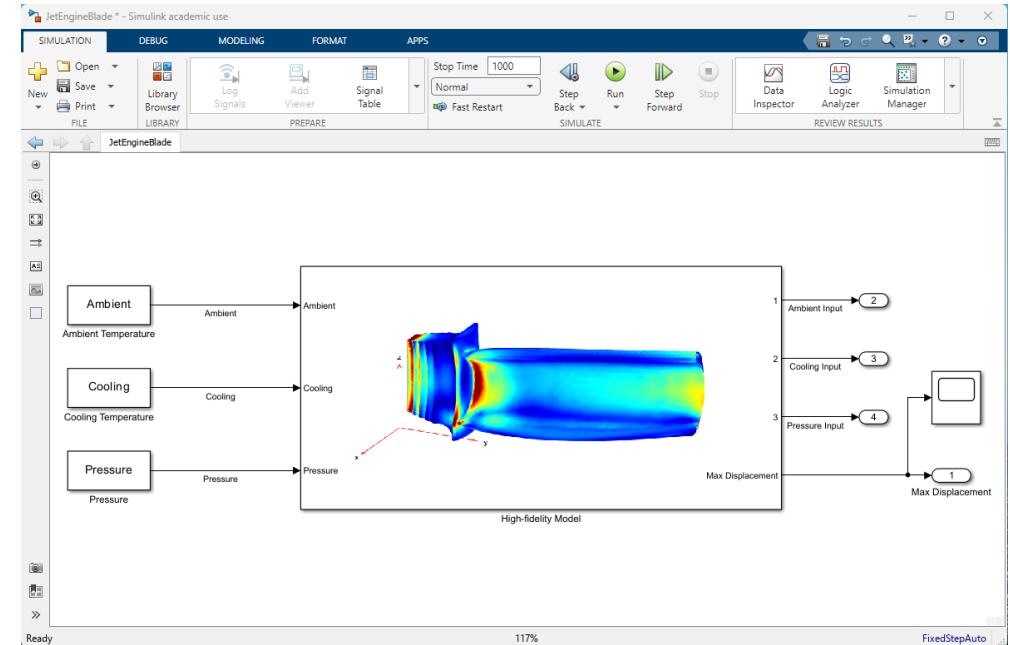 JetEngineBlade * - Simulink academic use
SIMULATION DEBUG MODELING FORMAT APPS
New
Open
Save
Print
FILE
Library Browser
LIBRARY
Log Signals
Add Viewer
Signal Table
PREPARE
Stop Time 1000
Normal
Fast Restart
Step Back
Run
Step Forward
Stop
SIMULATE
Data Inspector
Logic Analyzer
Simulation Manager
REVIEW RESULTS
JetEngineBlade
Ambient
Ambient Temperature
Ambient
Ambient
Cooling
Cooling Temperature
Cooling
Cooling
Pressure
Pressure
Pressure
Pressure
z
x
y
High-fidelity Model
1
Ambient Input
2
2
Cooling Input
3
3
Pressure Input
4
Max Displacement
1
Max Displacement
Ready
117%
FixedStepAuto